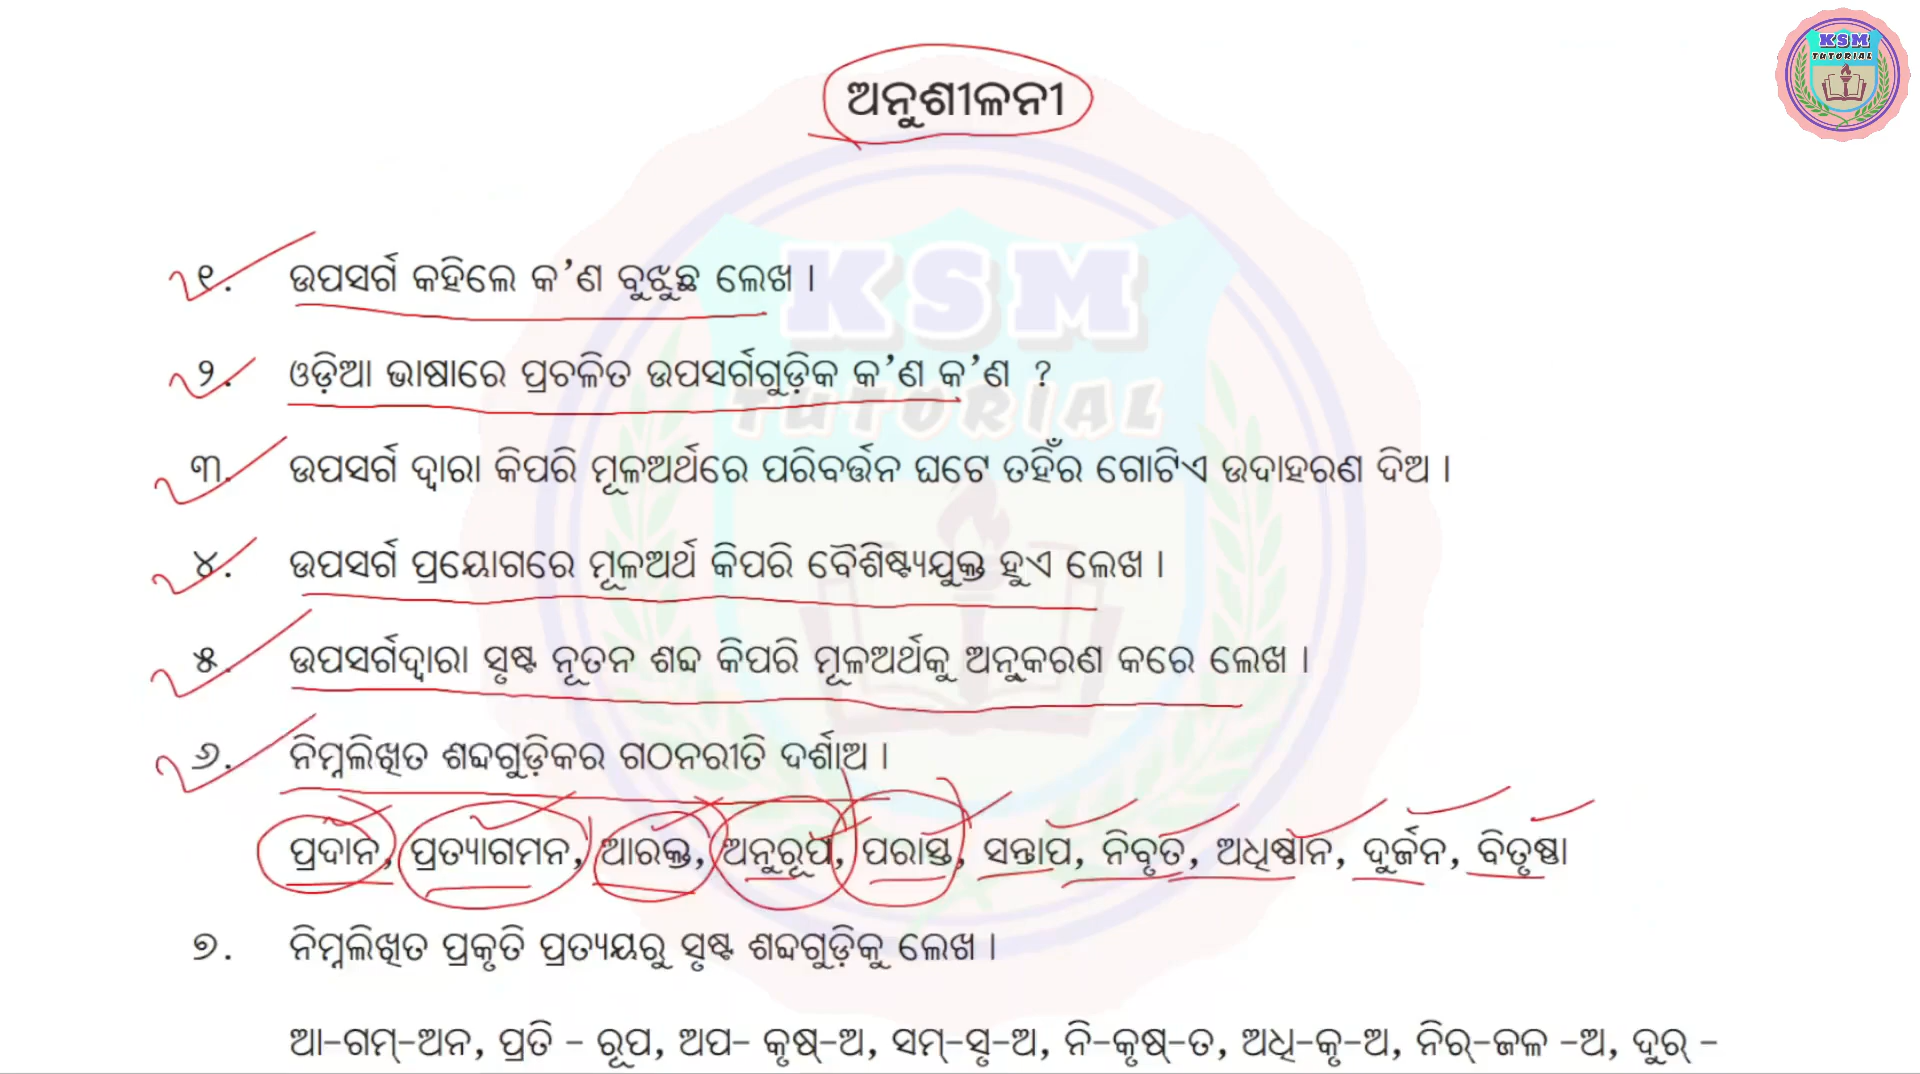 KSM
TUTORIAL
ଅନୁଶୀଳନୀ
୧. ଉପସର୍ଗ କହିଲେ କ'ଣ ବୁଝୁଛ ଲେଖ ।
୨. ଓଡ଼ିଆ ଭାଷାରେ ପ୍ରଚଳିତ ଉପସର୍ଗଗୁଡ଼ିକ କ'ଣ କ'ଣ ?
୩. ଉପସର୍ଗ ଦ୍ୱାରା କିପରି ମୂଳଅର୍ଥରେ ପରିବର୍ତ୍ତନ ଘଟେ ତହିଁର ଗୋଟିଏ ଉଦାହରଣ ଦିଅ ।
୪. ଉପସର୍ଗ ପ୍ରୟୋଗରେ ମୂଳଅର୍ଥ କିପରି ବୈଶିଷ୍ଟ୍ୟଯୁକ୍ତ ହୁଏ ଲେଖ ।
୫. ଉପସର୍ଗଦ୍ୱାରା ସୃଷ୍ଟ ନୂତନ ଶବ୍ଦ କିପରି ମୂଳଅର୍ଥକୁ ଅନୁକରଣ କରେ ଲେଖ ।
୬. ନିମ୍ନଲିଖିତ ଶବ୍ଦଗୁଡ଼ିକର ଗଠନରୀତି ଦର୍ଶାଅ ।
ପ୍ରଦାନ, ପ୍ରତ୍ୟାଗମନ, ଆରକ୍ତ, ଅନୁରୂପ, ପରାସ୍ତ, ସନ୍ତାପ, ନିବୃତ, ଅଧିଷ୍ଠାନ, ଦୁର୍ଜନ, ବିତୃଷ୍ଣା
୭. ନିମ୍ନଲିଖିତ ପ୍ରକୃତି ପ୍ରତ୍ୟୟରୁ ସୃଷ୍ଟ ଶବ୍ଦଗୁଡ଼ିକୁ ଲେଖ ।
ଆ-ଗମ୍-ଅନ, ପ୍ରତି - ରୂପ, ଅପ- କୃଷ୍-ଅ, ସମ୍-ସୃ-ଅ, ନି-କୃଷ୍-ତ, ଅଧି-କୃ-ଅ, ନିର୍-ଜଳ -ଅ, ଦୁର୍ -